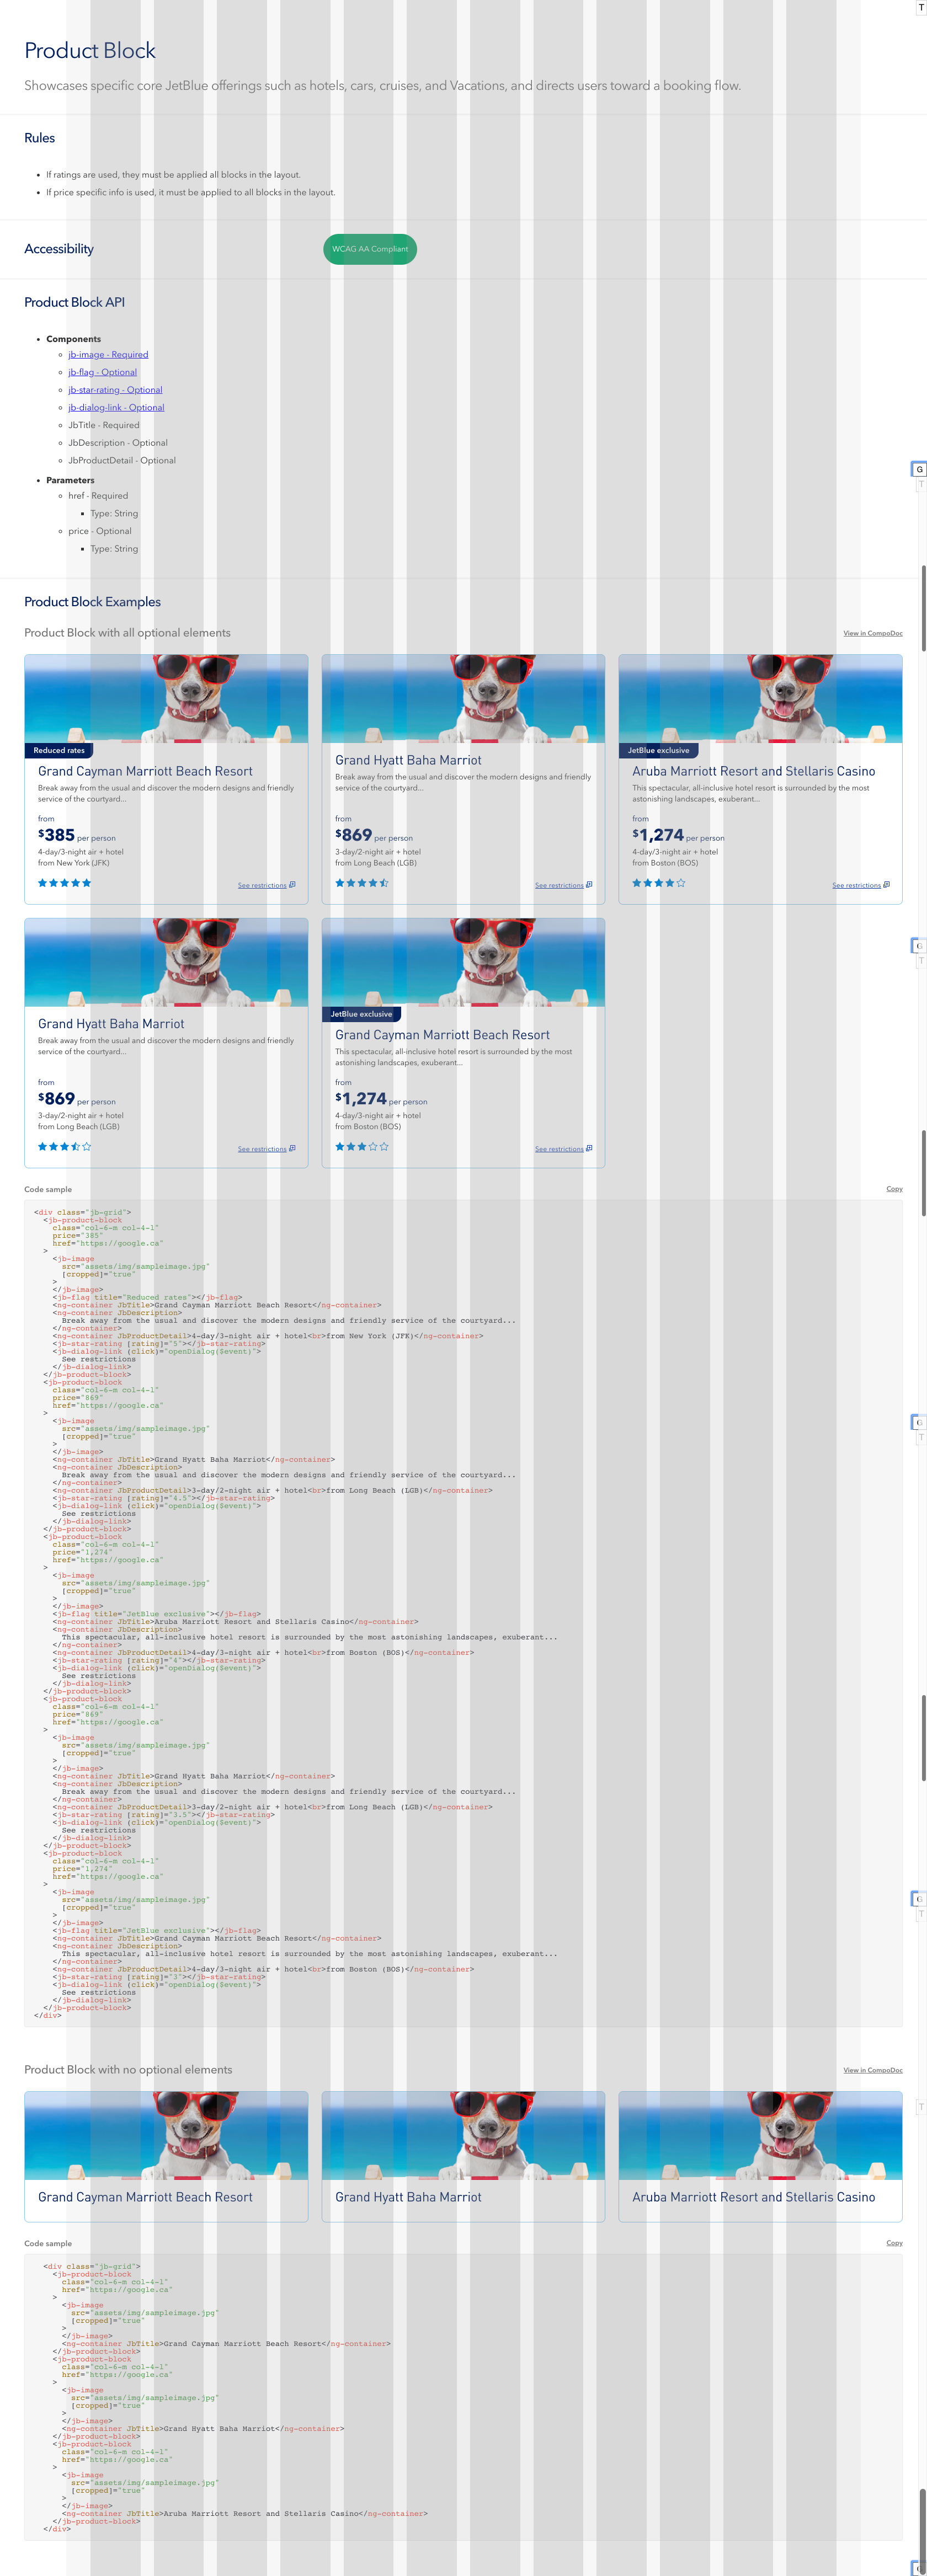 T
Product Block
Showcases specific core JetBlue offerings such as hotels, cars, cruises, and Vacations, and directs users toward a booking flow.
Rules
• If ratings are used, they must be applied all blocks in the layout.
• If price specific info is used, it must be applied to all blocks in the layout.
Accessibility
WCAG AA Compliant
Product Block API
• Components
jb-image - Required
jb-flag - Optional
jb-star-rating - Optional
jb-dialog-link - Optional
JbTitle - Required
JbDescription - Optional
JbProductDetail - Optional
G
T
• Parameters
href - Required
Type: String
price - Optional
Type: String
Product Block Examples
Product Block with all optional elements
View in CompoDoc
Reduced rates
Grand Cayman Marriott Beach Resort
Break away from the usual and discover the modern designs and friendly
service of the courtyard...
from
$385 per person
4-day/3-night air + hotel
from New York (JFK)
See restrictions
Grand Hyatt Baha Marriot
Break away from the usual and discover the modern designs and friendly
service of the courtyard...
from
$869 per person
3-day/2-night air + hotel
from Long Beach (LGB)
See restrictions
JetBlue exclusive
Aruba Marriott Resort and Stellaris Casino
This spectacular, all-inclusive hotel resort is surrounded by the most
astonishing landscapes, exuberant...
from
$1,274 per person
4-day/3-night air + hotel
from Boston (BOS)
See restrictions
Grand Hyatt Baha Marriot
Break away from the usual and discover the modern designs and friendly
service of the courtyard...
from
$869 per person
3-day/2-night air + hotel
from Long Beach (LGB)
See restrictions
JetBlue exclusive
Grand Cayman Marriott Beach Resort
This spectacular, all-inclusive hotel resort is surrounded by the most
astonishing landscapes, exuberant...
from
$1,274 per person
4-day/3-night air + hotel
from Boston (BOS)
See restrictions
Code sample
Copy
<div class="jb-grid">
<jb-product-block
class="col-6-m col-4-l"
price="385"
href="https://google.ca"
>
<jb-image
src="assets/img/sampleimage.jpg"
[cropped]="true"
>
</jb-image>
<jb-flag title="Reduced rates"></jb-flag>
<ng-container JbTitle>Grand Cayman Marriott Beach Resort</ng-container>
<ng-container JbDescription>
Break away from the usual and discover the modern designs and friendly service of the courtyard...
</ng-container>
<ng-container JbProductDetail>4-day/3-night air + hotel<br>from New York (JFK)</ng-container>
<jb-star-rating [rating]="5"></jb-star-rating>
<jb-dialog-link (click)="openDialog($event)">
See restrictions
</jb-dialog-link>
</jb-product-block>
<jb-product-block
class="col-6-m col-4-l"
price="869"
href="https://google.ca"
>
<jb-image
src="assets/img/sampleimage.jpg"
[cropped]="true"
>
</jb-image>
<ng-container JbTitle>Grand Hyatt Baha Marriot</ng-container>
<ng-container JbDescription>
Break away from the usual and discover the modern designs and friendly service of the courtyard...
</ng-container>
<ng-container JbProductDetail>3-day/2-night air + hotel<br>from Long Beach (LGB)</ng-container>
<jb-star-rating [rating]="4.5"></jb-star-rating>
<jb-dialog-link (click)="openDialog($event)">
See restrictions
</jb-dialog-link>
</jb-product-block>
<jb-product-block
class="col-6-m col-4-l"
price="1,274"
href="https://google.ca"
>
<jb-image
src="assets/img/sampleimage.jpg"
[cropped]="true"
>
</jb-image>
<jb-flag title="JetBlue exclusive"></jb-flag>
<ng-container JbTitle>Aruba Marriott Resort and Stellaris Casino</ng-container>
<ng-container JbDescription>
This spectacular, all-inclusive hotel resort is surrounded by the most astonishing landscapes, exuberant...
</ng-container>
<ng-container JbProductDetail>4-day/3-night air + hotel<br>from Boston (BOS)</ng-container>
<jb-star-rating [rating]="4"></jb-star-rating>
<jb-dialog-link (click)="openDialog($event)">
See restrictions
</jb-dialog-link>
</jb-product-block>
<jb-product-block
class="col-6-m col-4-l"
price="869"
href="https://google.ca"
>
<jb-image
src="assets/img/sampleimage.jpg"
[cropped]="true"
>
</jb-image>
<ng-container JbTitle>Grand Hyatt Baha Marriot</ng-container>
<ng-container JbDescription>
Break away from the usual and discover the modern designs and friendly service of the courtyard...
</ng-container>
<ng-container JbProductDetail>3-day/2-night air + hotel<br>from Long Beach (LGB)</ng-container>
<jb-star-rating [rating]="3.5"></jb-star-rating>
<jb-dialog-link (click)="openDialog($event)">
See restrictions
</jb-dialog-link>
</jb-product-block>
<jb-product-block
class="col-6-m col-4-l"
price="1,274"
href="https://google.ca"
>
<jb-image
src="assets/img/sampleimage.jpg"
[cropped]="true"
>
</jb-image>
<jb-flag title="JetBlue exclusive"></jb-flag>
<ng-container JbTitle>Grand Cayman Marriott Beach Resort</ng-container>
<ng-container JbDescription>
This spectacular, all-inclusive hotel resort is surrounded by the most astonishing landscapes, exuberant...
</ng-container>
<ng-container JbProductDetail>4-day/3-night air + hotel<br>from Boston (BOS)</ng-container>
<jb-star-rating [rating]="3"></jb-star-rating>
<jb-dialog-link (click)="openDialog($event)">
See restrictions
</jb-dialog-link>
</jb-product-block>
</div>
Product Block with no optional elements
View in CompoDoc
Grand Cayman Marriott Beach Resort
Grand Hyatt Baha Marriot
Aruba Marriott Resort and Stellaris Casino
Code sample
Copy
<div class="jb-grid">
<jb-product-block
class="col-6-m col-4-l"
href="https://google.ca"
>
<jb-image
src="assets/img/sampleimage.jpg"
[cropped]="true"
>
</jb-image>
<ng-container JbTitle>Grand Cayman Marriott Beach Resort</ng-container>
</jb-product-block>
<jb-product-block
class="col-6-m col-4-l"
href="https://google.ca"
>
<jb-image
src="assets/img/sampleimage.jpg"
[cropped]="true"
>
</jb-image>
<ng-container JbTitle>Grand Hyatt Baha Marriot</ng-container>
</jb-product-block>
<jb-product-block
class="col-6-m col-4-l"
href="https://google.ca"
>
<jb-image
src="assets/img/sampleimage.jpg"
[cropped]="true"
>
</jb-image>
<ng-container JbTitle>Aruba Marriott Resort and Stellaris Casino</ng-container>
</jb-product-block>
</div>